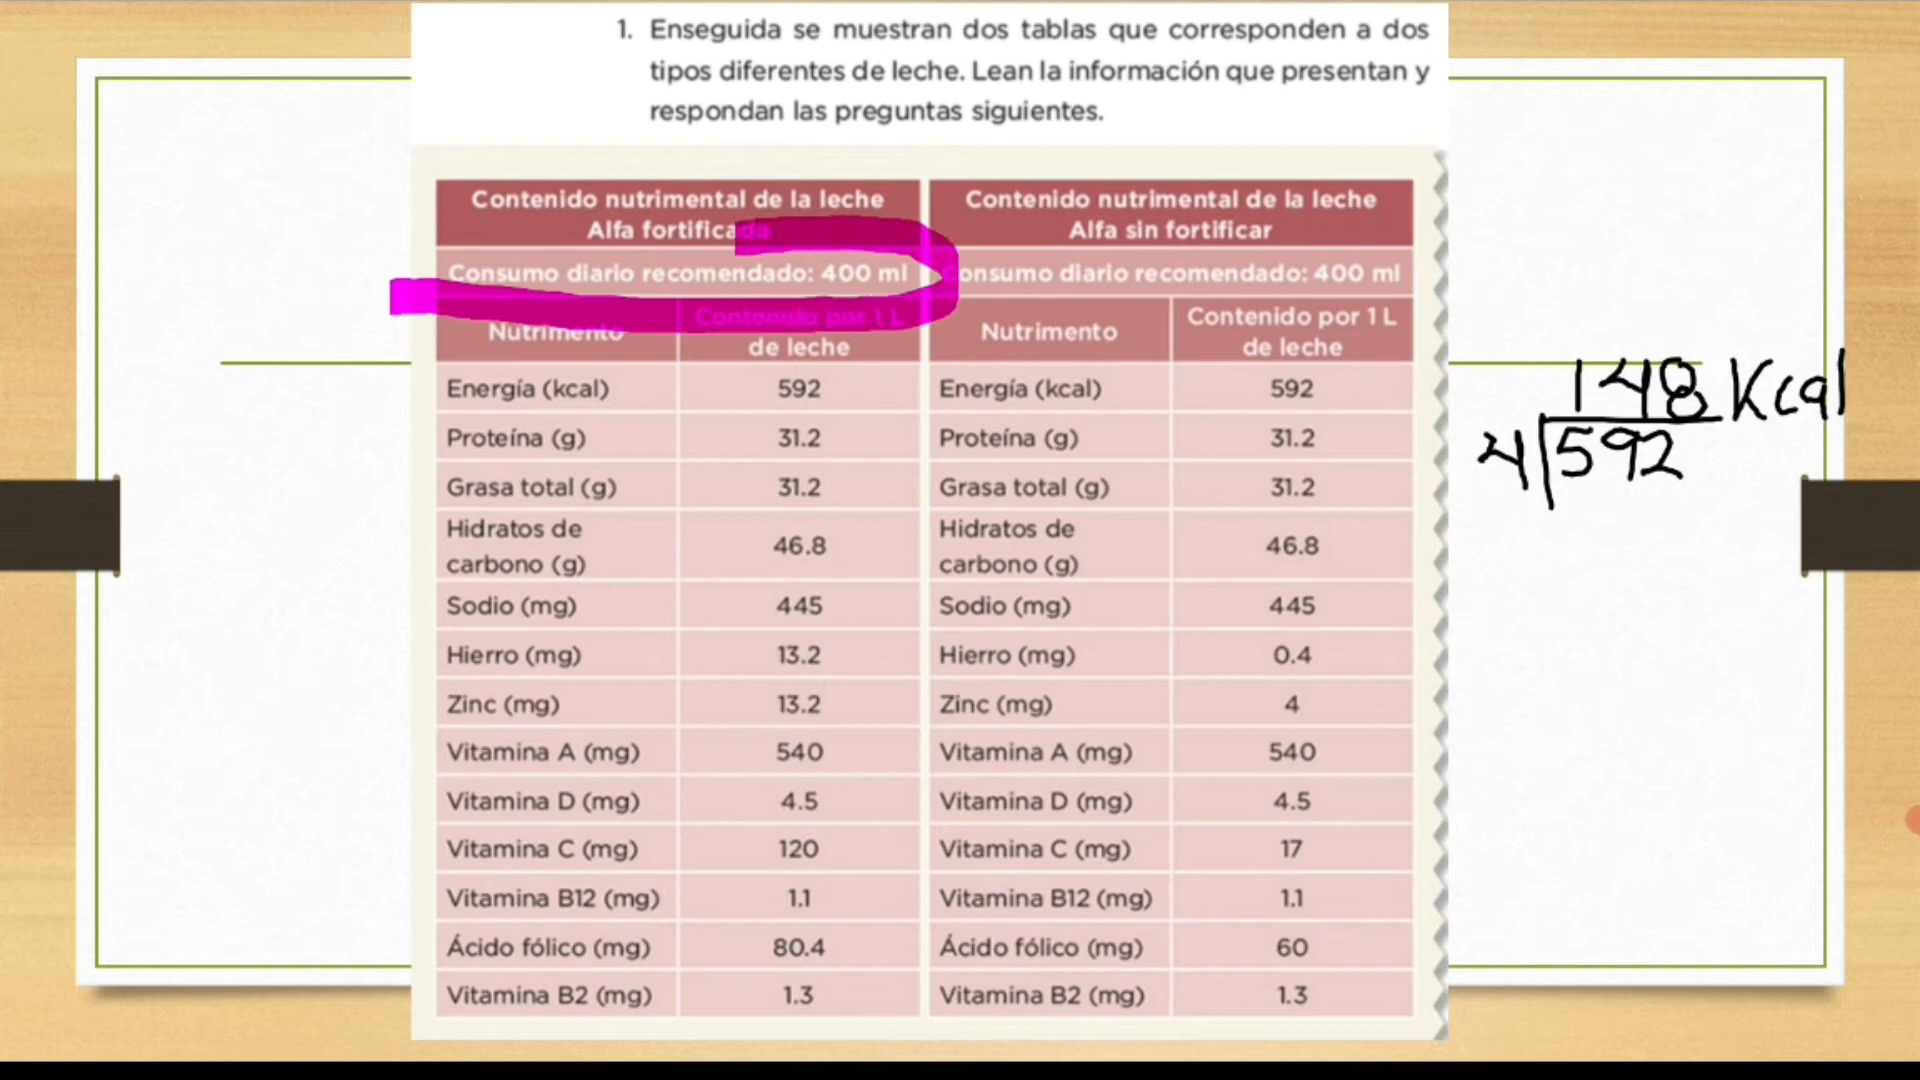 1. Enseguida se muestran dos tablas que corresponden a dos
tipos diferentes de leche. Lean la información que presentan y
respondan las preguntas siguientes.
Contenido nutrimental de la leche
Alfa fortificada
Consumo diario recomendado: 400 ml
Nutrimento Contenido por 1 L
de leche
Energía (kcal) 592
Proteína (g) 31.2
Grasa total (g) 31.2
Hidratos de
carbono (g) 46.8
Sodio (mg) 445
Hierro (mg) 13.2
Zinc (mg) 13.2
Vitamina A (mg) 540
Vitamina D (mg) 4.5
Vitamina C (mg) 120
Vitamina B12 (mg) 1.1
Ácido fólico (mg) 80.4
Vitamina B2 (mg) 1.3
Contenido nutrimental de la leche
Alfa sin fortificar
Consumo diario recomendado: 400 ml
Nutrimento Contenido por 1 L
de leche
Energía (kcal) 592
Proteína (g) 31.2
Grasa total (g) 31.2
Hidratos de
carbono (g) 46.8
Sodio (mg) 445
Hierro (mg) 0.4
Zinc (mg) 4
Vitamina A (mg) 540
Vitamina D (mg) 4.5
Vitamina C (mg) 17
Vitamina B12 (mg) 1.1
Ácido fólico (mg) 60
Vitamina B2 (mg) 1.3
148 Kcal
4 592